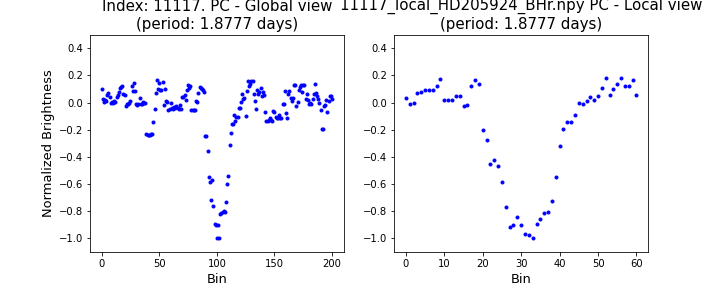 Index: 11117. PC - Global view
(period: 1.8777 days)
11117_local_HD205924_BHr.npy PC - Local view
(period: 1.8777 days)
Normalized Brightness
0.4
0.2
0.0
−0.2
−0.4
−0.6
−0.8
−1.0
0 50 100 150 200
Bin
0.4
0.2
0.0
−0.2
−0.4
−0.6
−0.8
−1.0
0 10 20 30 40 50 60
Bin